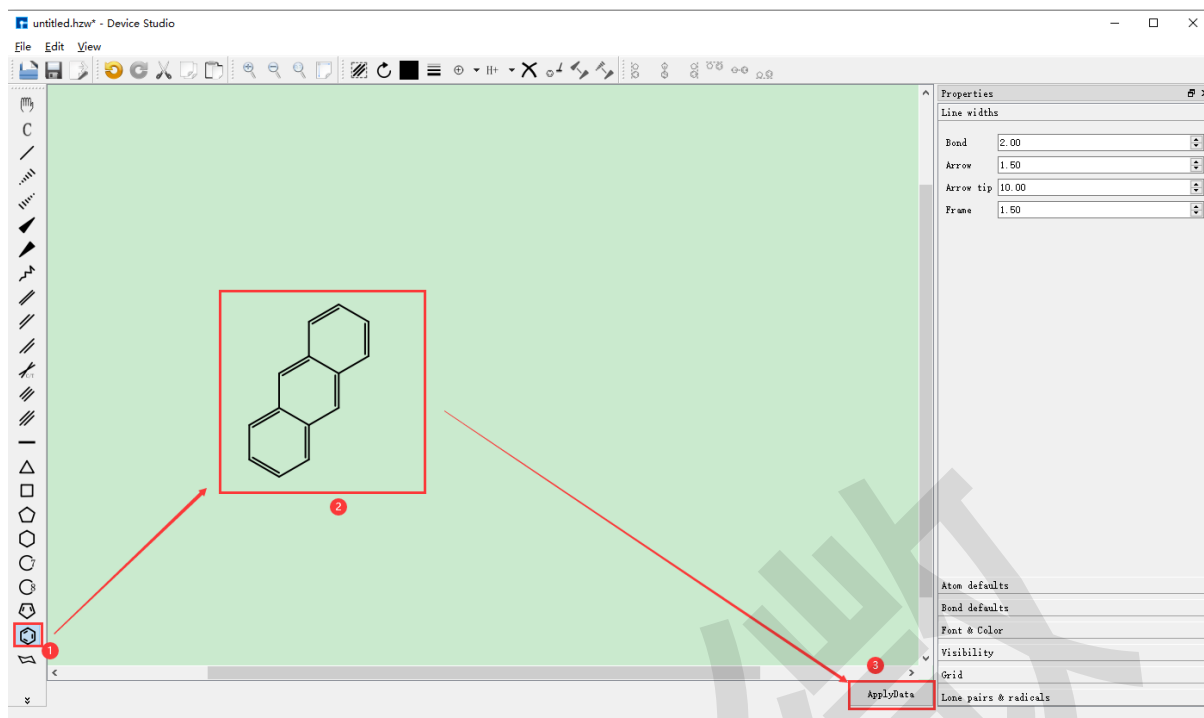 untitled.hzw* - Device Studio
File Edit View
H+
Properties
Line widths
C
Bond 2.00
Arrow 1.50
Arrow tip 10.00
Frame 1.50
C/T
2
7
8
1
3
Atom defaults
Bond defaults
Font & Color
Visibility
Grid
ApplyData
Lone pairs & radicals